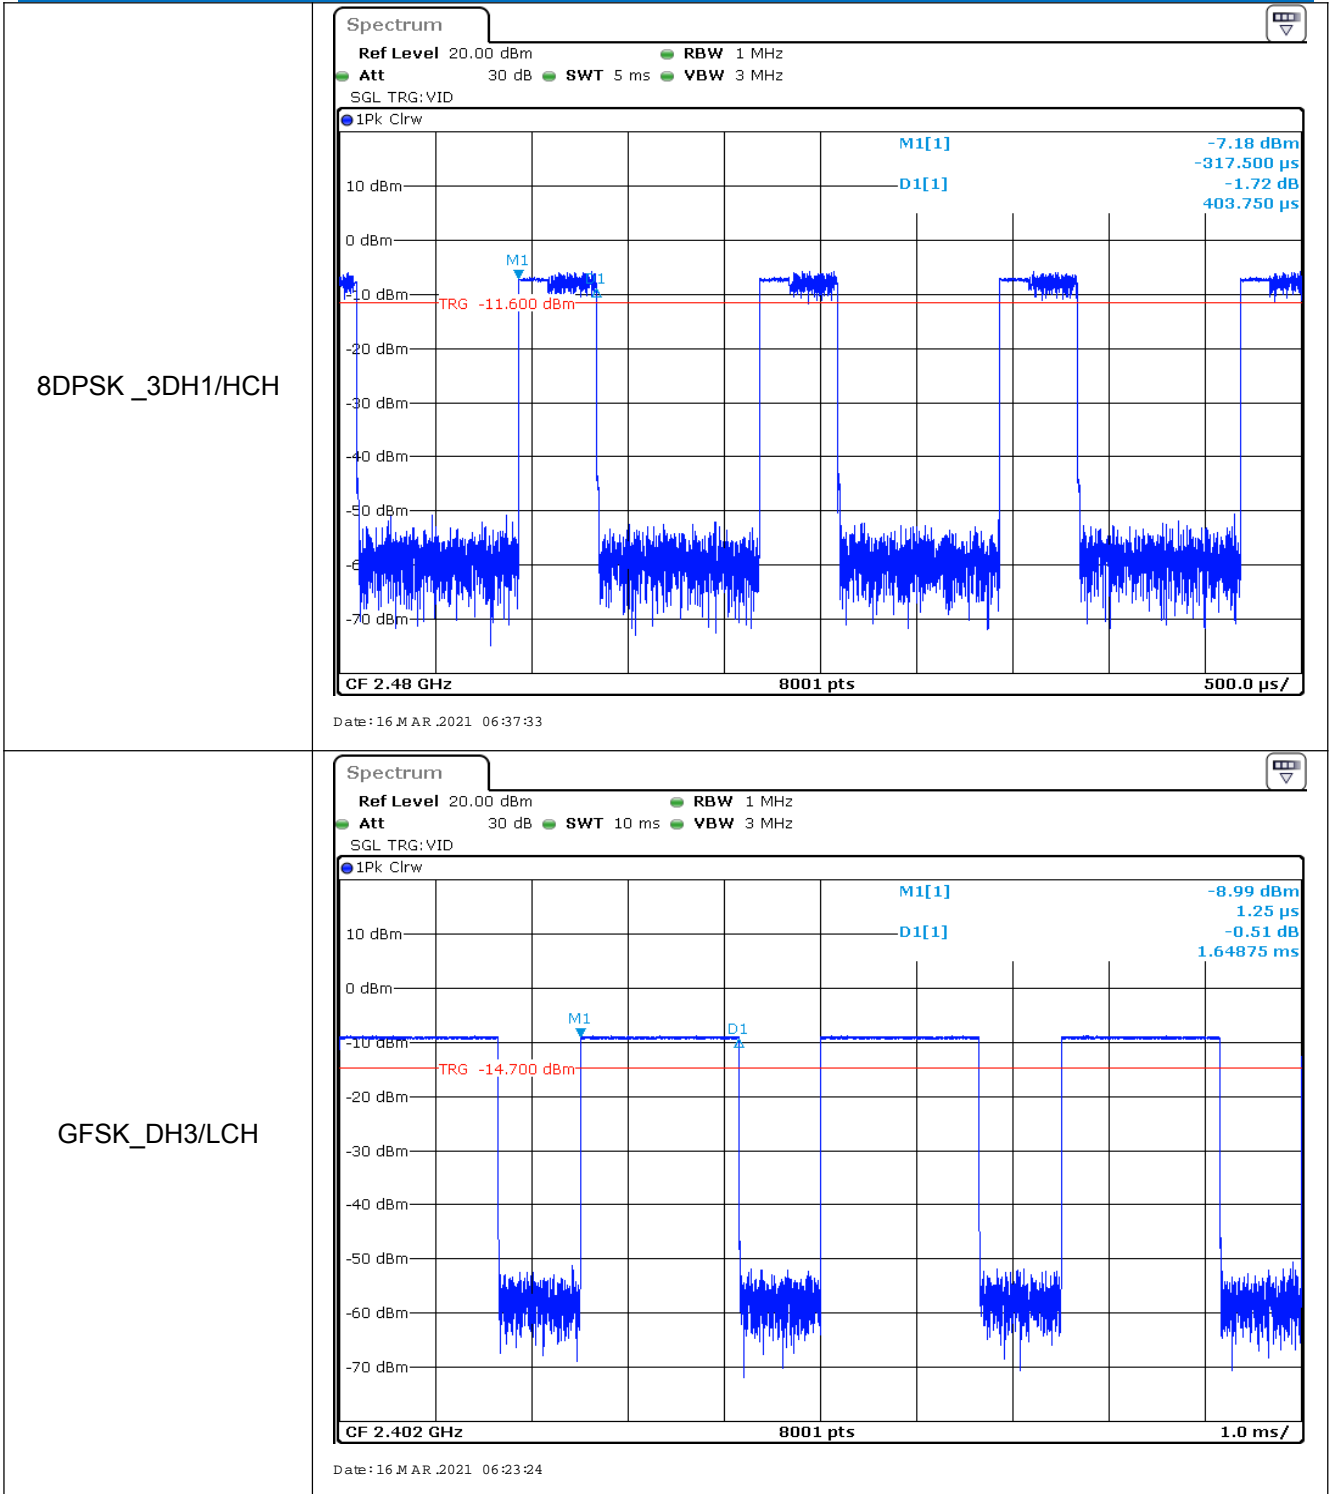 8DPSK _3DH1/HCH
Spectrum
Ref Level 20.00 dBm RBW 1 MHz
Att 30 dB SWT 5 ms VBW 3 MHz
SGL TRG:VID
1Pk Clrw
M1[1] -7.18 dBm
-317.500 µs
10 dBm D1[1] -1.72 dB
403.750 µs
0 dBm
M1
-10 dBm
TRG -11.600 dBm
-20 dBm
-30 dBm
-40 dBm
-50 dBm
-70 dBm
CF 2.48 GHz 8001 pts 500.0 µs/
Date:16.MAR.2021 06:37:33
GFSK_DH3/LCH
Spectrum
Ref Level 20.00 dBm RBW 1 MHz
Att 30 dB SWT 10 ms VBW 3 MHz
SGL TRG:VID
1Pk Clrw
M1[1] -8.99 dBm
1.25 µs
10 dBm D1[1] -0.51 dB
1.64875 ms
0 dBm
M1 D1
-10 dBm
TRG -14.700 dBm
-20 dBm
-30 dBm
-40 dBm
-50 dBm
-60 dBm
-70 dBm
CF 2.402 GHz 8001 pts 1.0 ms/
Date:16.MAR.2021 06:23:24